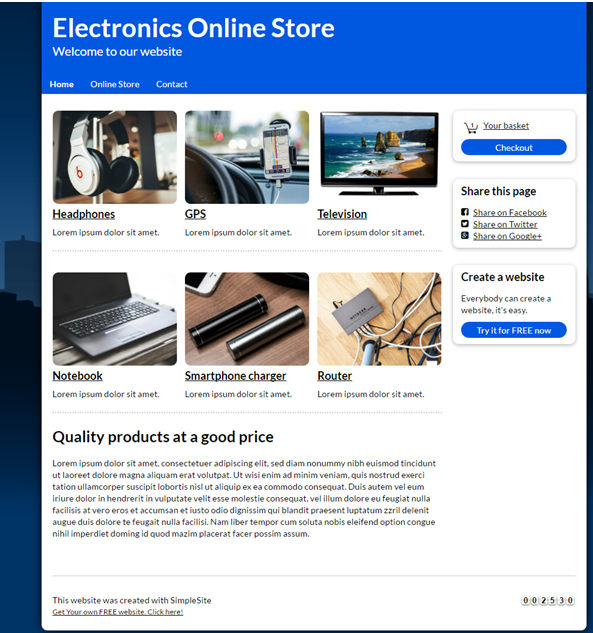 Electronics Online Store
Welcome to our website
Home Online Store Contact
Headphones
Lorem ipsum dolor sit amet.
GPS
Lorem ipsum dolor sit amet.
Television
Lorem ipsum dolor sit amet.
Notebook
Lorem ipsum dolor sit amet.
Smartphone charger
Lorem ipsum dolor sit amet.
Router
Lorem ipsum dolor sit amet.
Quality products at a good price
Lorem ipsum dolor sit amet, consectetuer adipiscing elit, sed diam nonummy nibh euismod tincidunt
ut laoreet dolore magna aliquam erat volutpat. Ut wisi enim ad minim veniam, quis nostrud exerci
tation ullamcorper suscipit lobortis nisl ut aliquip ex ea commodo consequat. Duis autem vel eum
iriure dolor in hendrerit in vulputate velit esse molestie consequat, vel illum dolore eu feugiat nulla
facilisis at vero eros et accumsan et iusto odio dignissim qui blandit praesent luptatum zzril delenit
augue duis dolore te feugait nulla facilisi. Nam liber tempor cum soluta nobis eleifend option congue
nihil imperdiet doming id quod mazim placerat facer possim assum.
1 Your basket
Checkout
Share this page
Share on Facebook
Share on Twitter
Share on Google+
Create a website
Everybody can create a
website, it's easy.
Try it for FREE now
This website was created with SimpleSite
Get Your own FREE website. Click here!
002530